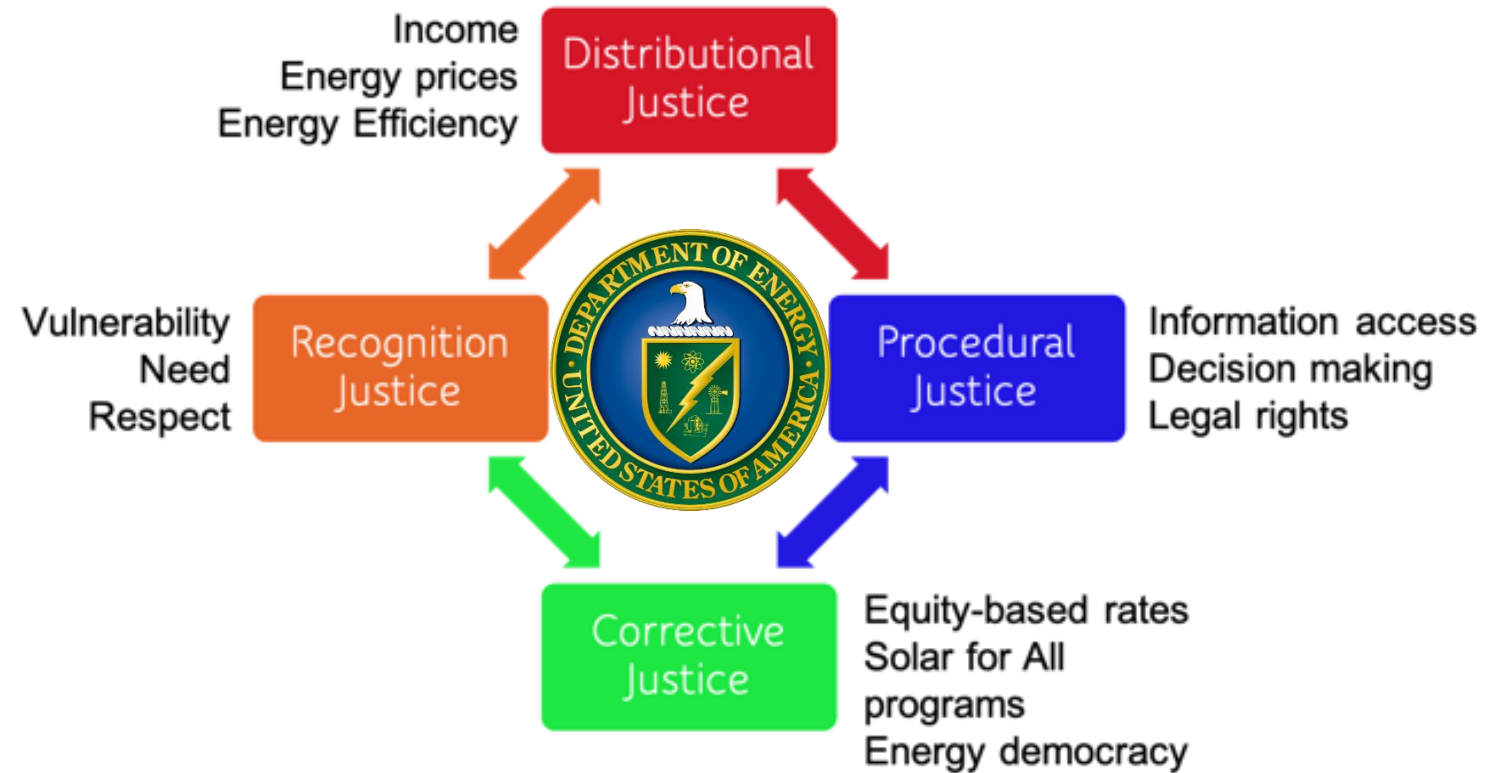 Income
Energy prices
Energy Efficiency
Distributional
Justice
Vulnerability
Need
Respect
Recognition
Justice
DEPARTMENT OF ENERGY
UNITED STATES OF AMERICA
Procedural
Justice
Information access
Decision making
Legal rights
Corrective
Justice
Equity-based rates
Solar for All
programs
Energy democracy